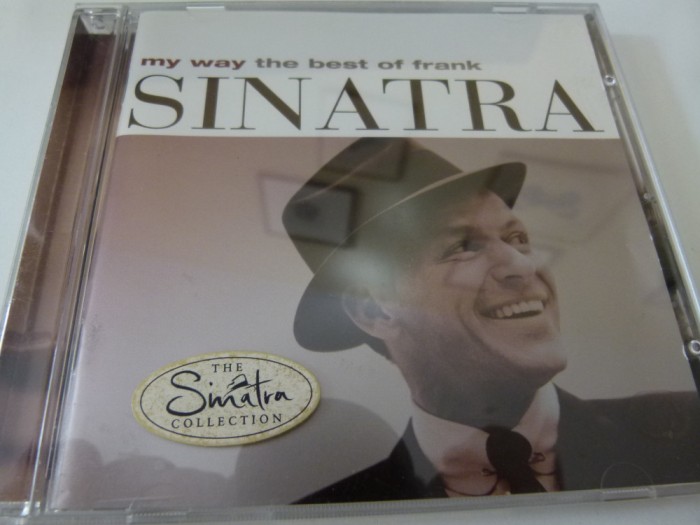 my way the best of frank
SINATRA
THE
Sinatra
COLLECTION